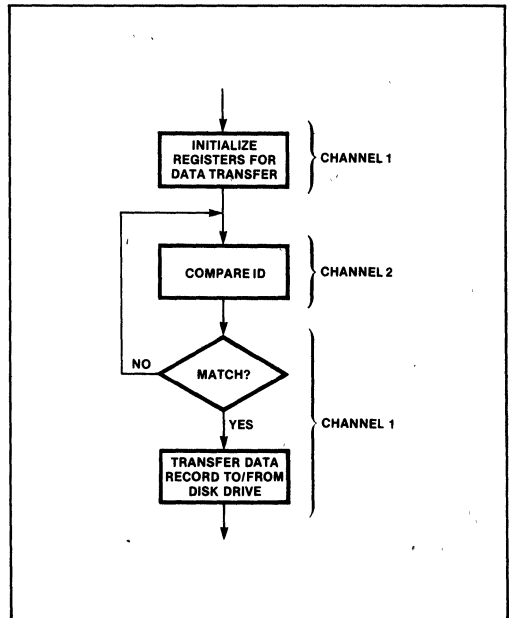 INITIALIZE
REGISTERS FOR
DATA TRANSFER
CHANNEL 1
COMPARE ID
CHANNEL 2
NO
MATCH?
YES
CHANNEL 1
TRANSFER DATA
RECORD TO/FROM
DISK DRIVE